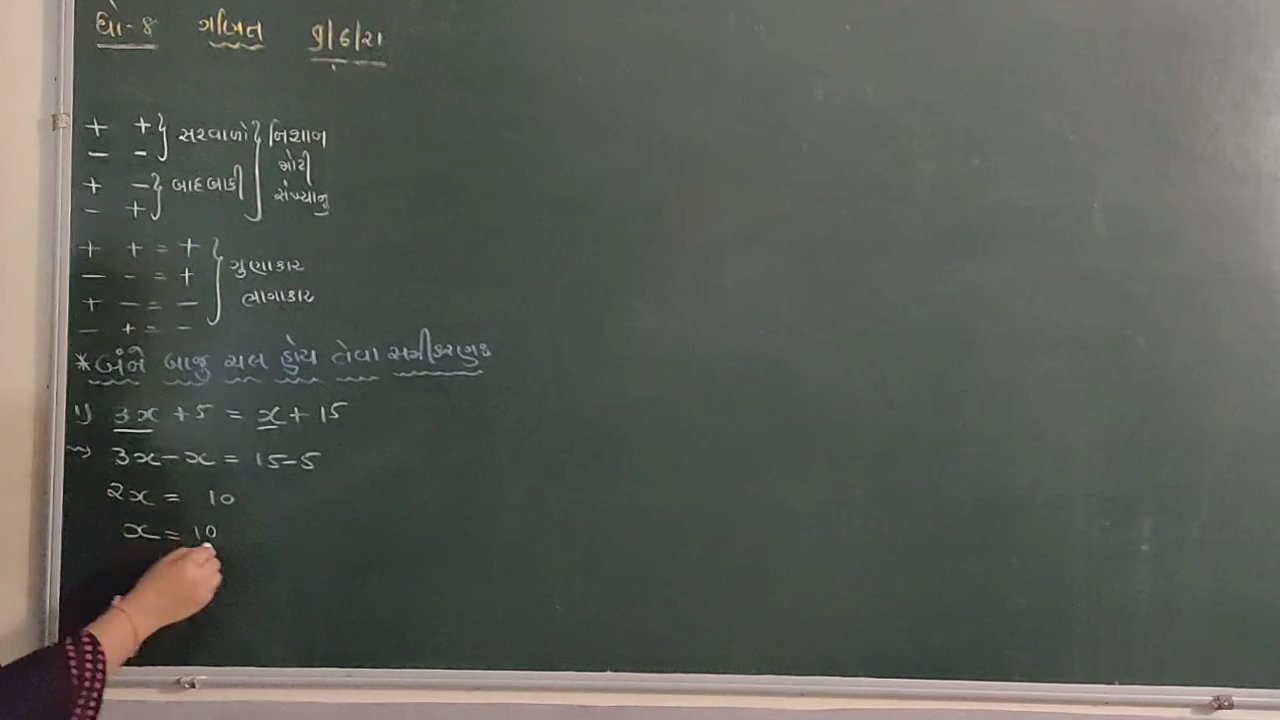 ધો-૪ ગણિત 9/6/21
+ + } સરવાળો } નિશાન
- -
મોટી
+ - } બાદબાકી
સંખ્યાનુ
- +
+ + = +
- - = + } ગુણાકાર
+ - = - ભાગાકાર
- + = -
*બંને બાજુ ચલ હોય તેવા સમીકરણ
1) 3x + 5 = x + 15
3x - x = 15 - 5
2x = 10
x = 10